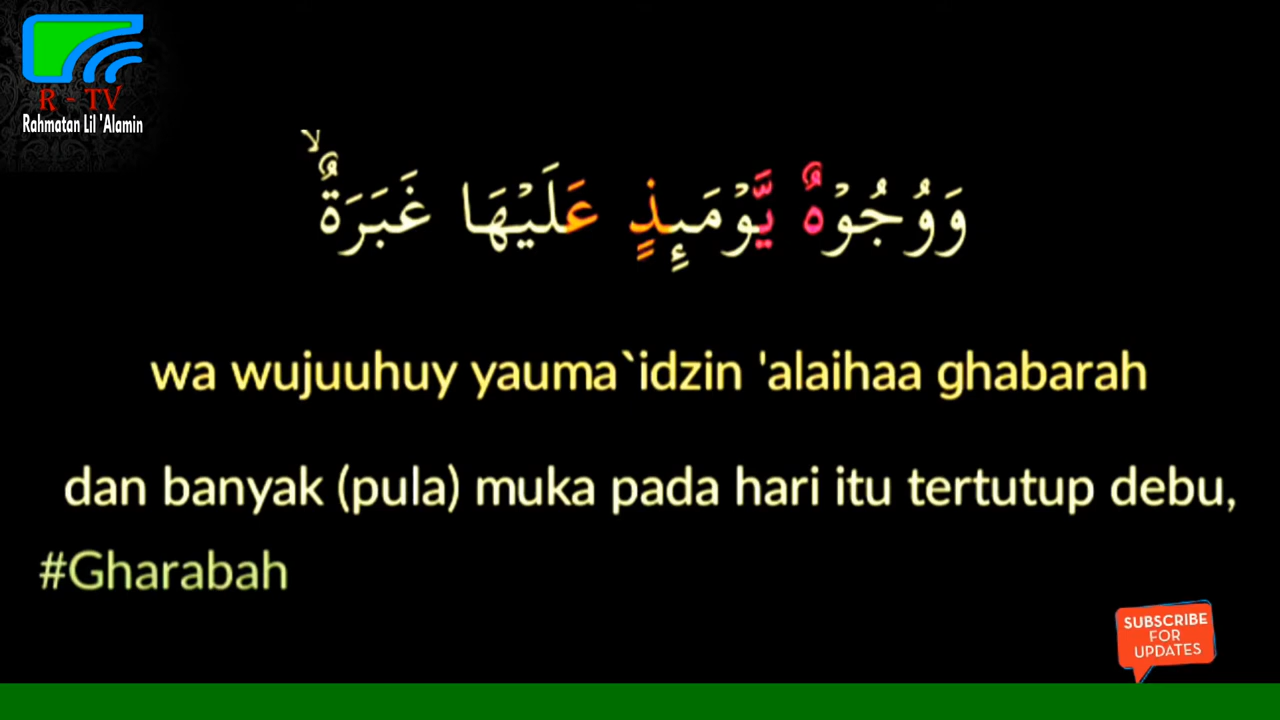 R - TV
Rahmatan Lil 'Alamin
وَوُجُوْهٌ يَّوْمَىِٕذٍ عَلَيْهَا غَبَرَةٌۙ
wa wujuuhuy yauma`idzin 'alaihaa ghabarah
dan banyak (pula) muka pada hari itu tertutup debu,
#Gharabah
SUBSCRIBE
FOR
UPDATES